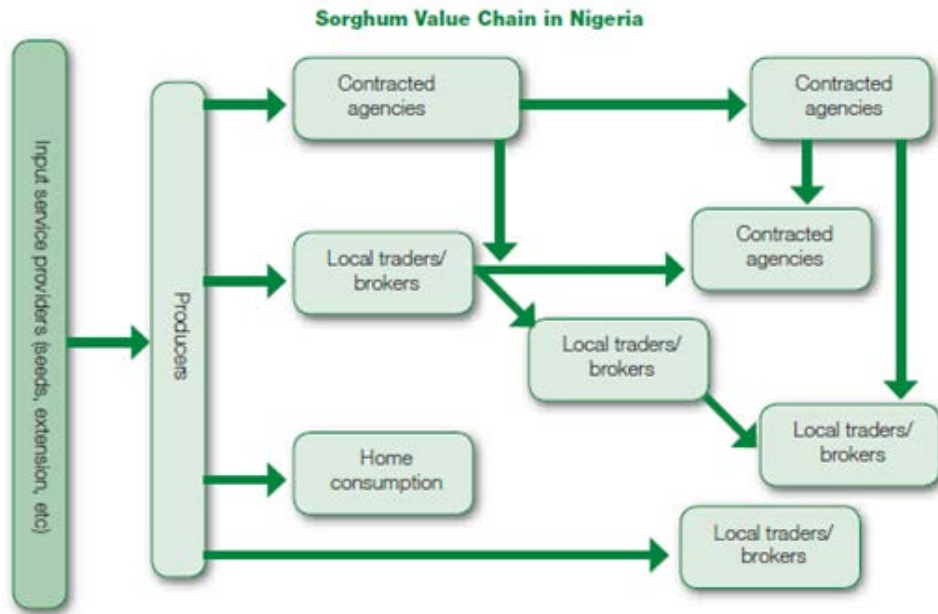 Sorghum Value Chain in Nigeria
Input service providers (seeds, extension, etc)
Producers
Contracted
agencies
Contracted
agencies
Contracted
agencies
Local traders/
brokers
Local traders/
brokers
Local traders/
brokers
Home
consumption
Local traders/
brokers